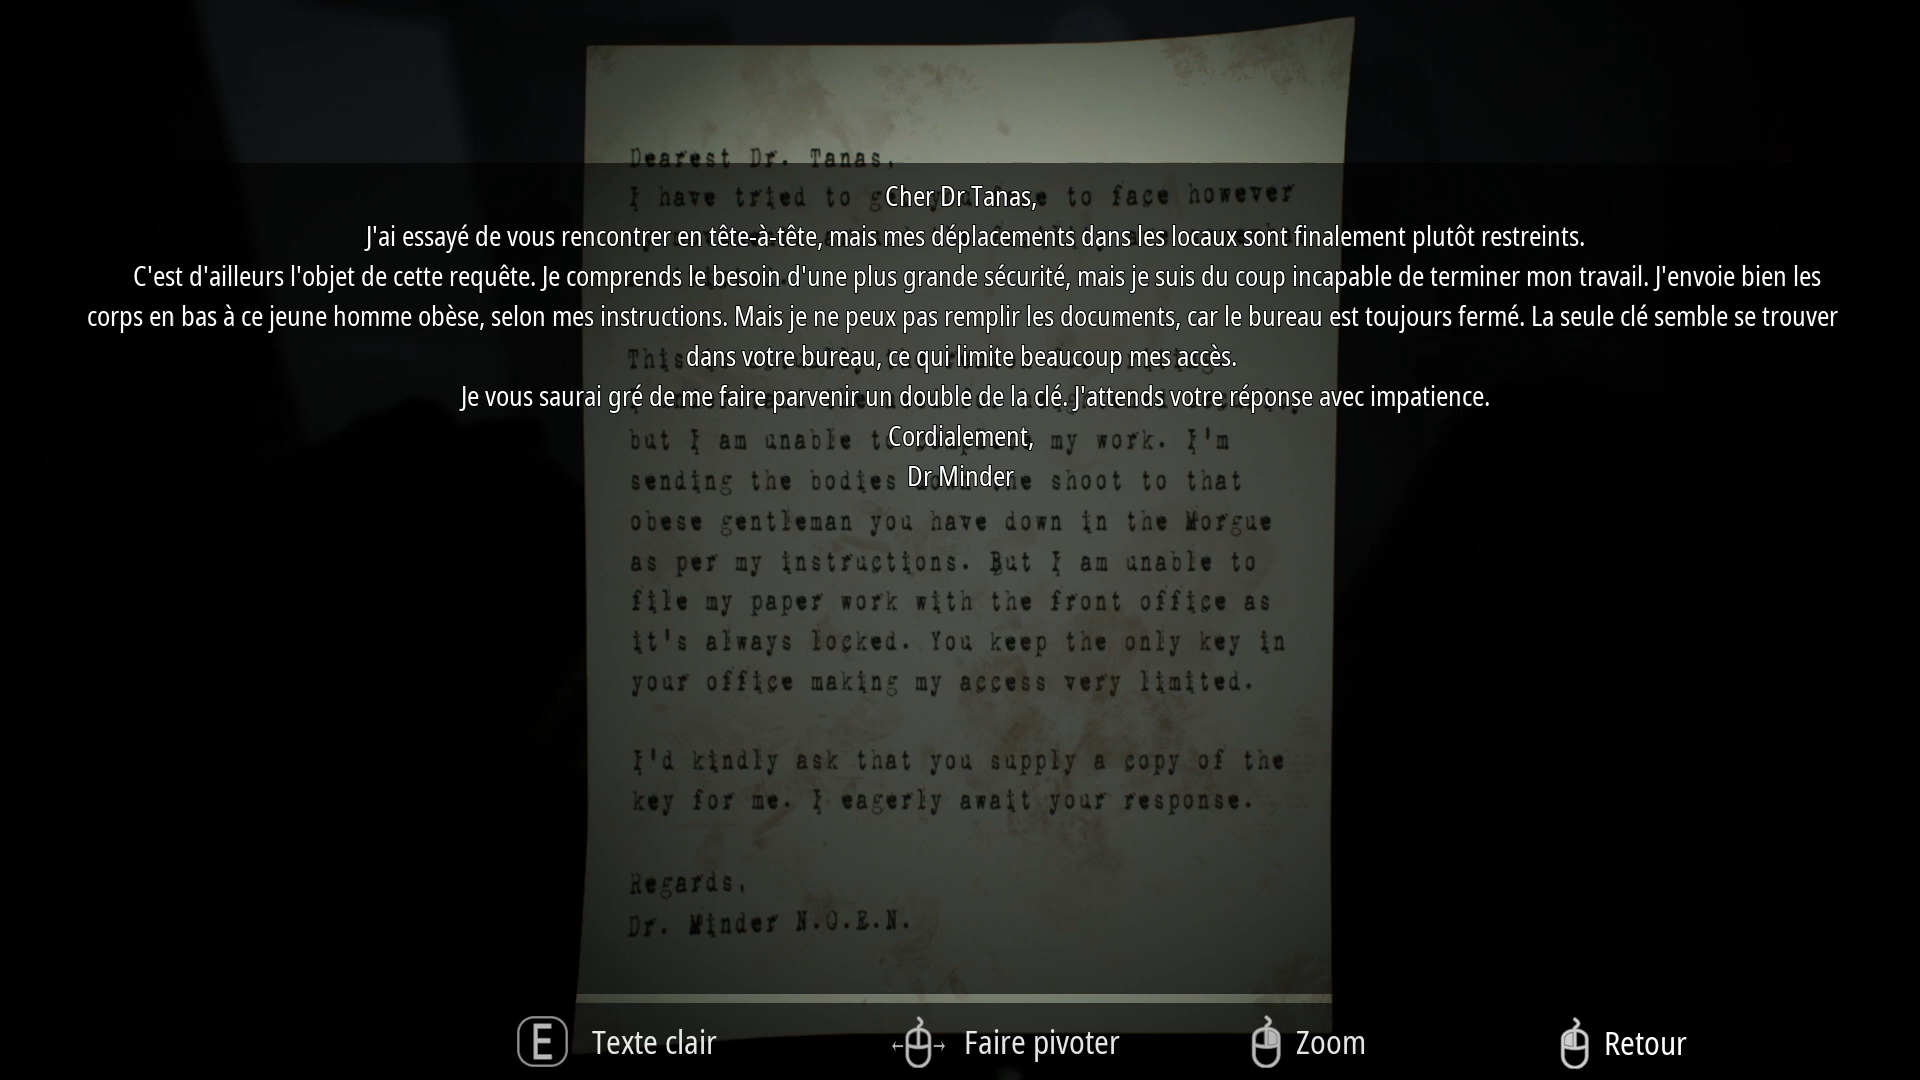 Dearest Dr. Tanas,
Cher Dr Tanas,
I have tried to to face however
J'ai essayé de vous rencontrer en tête-à-tête, mais mes déplacements dans les locaux sont finalement plutôt restreints.
C'est d'ailleurs l'objet de cette requête. Je comprends le besoin d'une plus grande sécurité, mais je suis du coup incapable de terminer mon travail. J'envoie bien les
corps en bas à ce jeune homme obèse, selon mes instructions. Mais je ne peux pas remplir les documents, car le bureau est toujours fermé. La seule clé semble se trouver
dans votre bureau, ce qui limite beaucoup mes accès.
This
Je vous saurai gré de me faire parvenir un double de la clé. J'attends votre réponse avec impatience.
Cordialement,
but I am unable my work. I'm
Dr Minder
sending the bodies shoot to that
obese gentleman you have down in the Morgue
as per my instructions. But I am unable to
file my paper work with the front office as
it's always locked. You keep the only key in
your office making my access very limited.
I'd kindly ask that you supply a copy of the
key for me. I eagerly await your response.
Regards,
Dr. Minder N.O.E.N.
E Texte clair Faire pivoter Zoom Retour